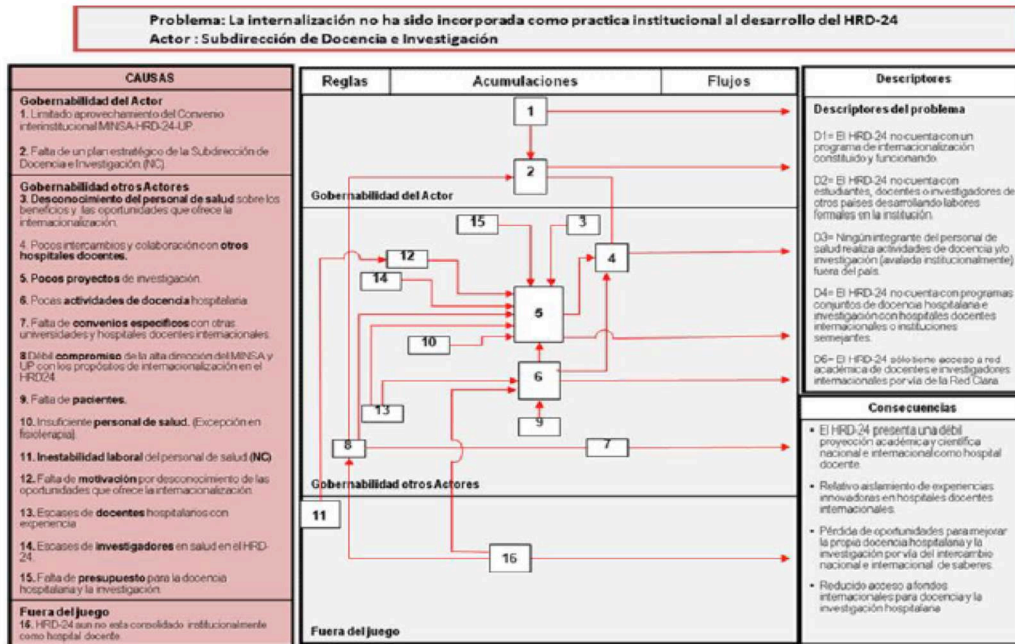 Problema: La internalización no ha sido incorporada como practica institucional al desarrollo del HRD-24
Actor : Subdirección de Docencia e Investigación
CAUSAS
Gobernabilidad del Actor
1. Limitado aprovechamiento del Convenio
interinstitucional MINSA-HRD-24-UP.
2. Falta de un plan estratégico de la Subdirección de
Docencia e Investigación (NC)
Gobernabilidad otros Actores
3. Desconocimiento del personal de salud sobre los
beneficios y las oportunidades que ofrece la
internacionalización.
4. Pocos intercambios y colaboración con otros
hospitales docentes.
5. Pocos proyectos de investigación.
6. Pocas actividades de docencia hospitalaria
7. Falta de convenios específicos con otras
universidades y hospitales docentes internacionales.
8 Débil compromiso de la alta dirección del MINSA y
UP con los propósitos de internacionalización en el
HRD24.
9. Falta de pacientes.
10. Insuficiente personal de salud. (Excepción en
fisioterapia).
11. Inestabilidad laboral del personal de salud (NC)
12. Falta de motivación por desconocimiento de las
oportunidades que ofrece la internacionalización.
13. Escases de docentes hospitalarios con
experiencia
14. Escases de investigadores en salud en el HRD-
24.
15. Falta de presupuesto para la docencia
hospitalaria y la investigación.
Fuera del juego
16. HRD-24 aun no esta consolidado institucionalmente
como hospital docente.
Reglas Acumulaciones Flujos
1
2
Gobernabilidad del Actor
15 3
12 4
14
5
10
6
13
9
8 7
Gobernabilidad otros Actores
11
16
Fuera del juego
Descriptores
Descriptores del problema
D1= El HRD-24 no cuenta con un
programa de internacionalización
constituido y funcionando.
D2= El HRD-24 no cuenta con
estudiantes, docentes o investigadores de
otros países desarrollando labores
formales en la institución.
D3= Ningún integrante del personal de
salud realiza actividades de docencia y/o
investigación (avalada institucionalmente)
fuera del país.
D4= El HRD-24 no cuenta con programas
conjuntos de docencia hospitalaria e
investigación con hospitales docentes
internacionales o instituciones
semejantes.
D6= El HRD-24 sólo tiene acceso a red
académica de docentes e investigadores
internacionales por vía de la Red Clara.
Consecuencias
• El HRD-24 presenta una débil
proyección académica y científica
nacional e internacional como hospital
docente.
• Relativo aislamiento de experiencias
innovadoras en hospitales docentes
internacionales.
• Pérdida de oportunidades para mejorar
la propia docencia hospitalaria y la
investigación por vía del intercambio
nacional e internacional de saberes.
• Reducido acceso a fondos
internacionales para docencia y la
investigación hospitalaria